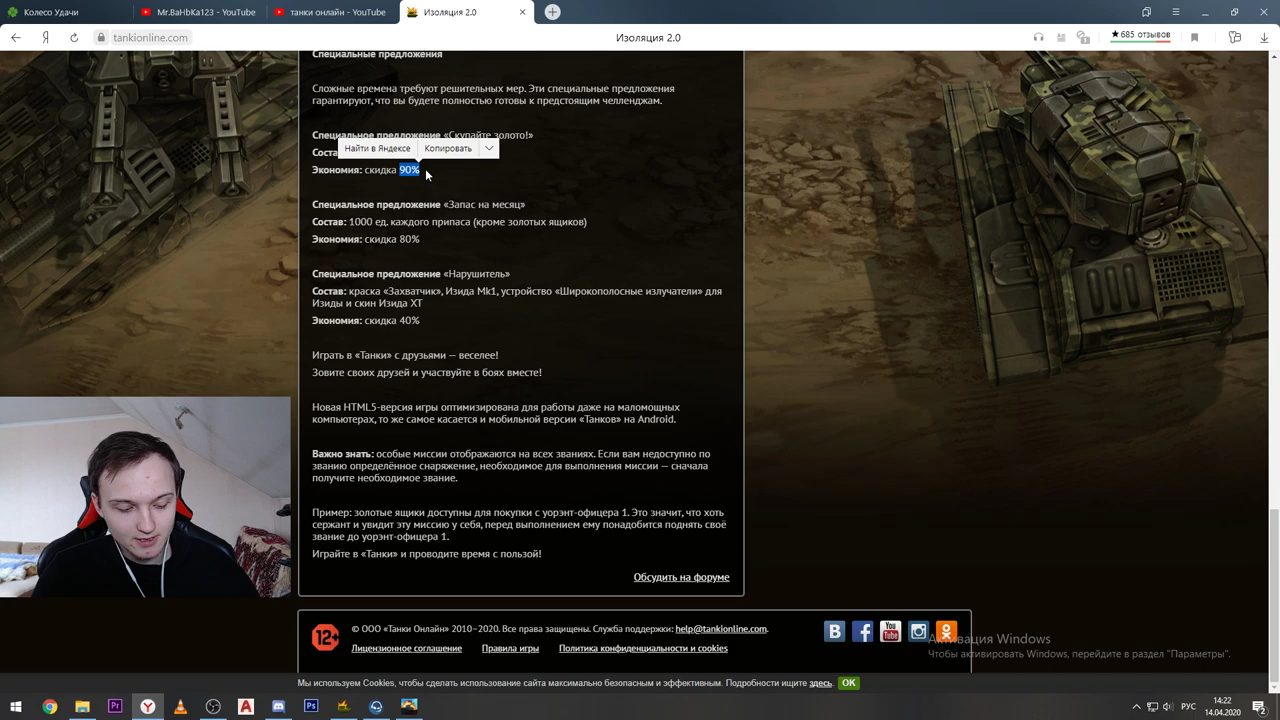 Колесо Удачи
Mr.BaHbKa123 - YouTube
танки онлайн - YouTube
Изоляция 2.0
tankionline.com
Изоляция 2.0
★ 685 отзывов
Специальные предложения
Сложные времена требуют решительных мер. Эти специальные предложения
гарантируют, что вы будете полностью готовы к предстоящим челленджам.
Специальное предложение «Скупайте золото!»
Найти в Яндексе
Копировать
Соста
Экономия: скидка 90%
Специальное предложение «Запас на месяц»
Состав: 1000 ед. каждого припаса (кроме золотых ящиков)
Экономия: скидка 80%
Специальное предложение «Нарушитель»
Состав: краска «Захватчик», Изида Mk1, устройство «Широкополосные излучатели» для
Изиды и скин Изида XT
Экономия: скидка 40%
Играть в «Танки» с друзьями — веселее!
Зовите своих друзей и участвуйте в боях вместе!
Новая HTML5-версия игры оптимизирована для работы даже на маломощных
компьютерах, то же самое касается и мобильной версии «Танков» на Android.
Важно знать: особые миссии отображаются на всех званиях. Если вам недоступно по
званию определённое снаряжение, необходимое для выполнения миссии — сначала
получите необходимое звание.
Пример: золотые ящики доступны для покупки с уорэнт-офицера 1. Это значит, что хоть
сержант и увидит эту миссию у себя, перед выполнением ему понадобится поднять своё
звание до уорэнт-офицера 1.
Играйте в «Танки» и проводите время с пользой!
Обсудить на форуме
12+
© ООО «Танки Онлайн» 2010–2020. Все права защищены. Служба поддержки: help@tankionline.com.
Лицензионное соглашение
Правила игры
Политика конфиденциальности и cookies
Активация Windows
Чтобы активировать Windows, перейдите в раздел "Параметры".
Мы используем Cookies, чтобы сделать использование сайта максимально безопасным и эффективным. Подробности ищите здесь
OK
РУС
14:22
14.04.2020